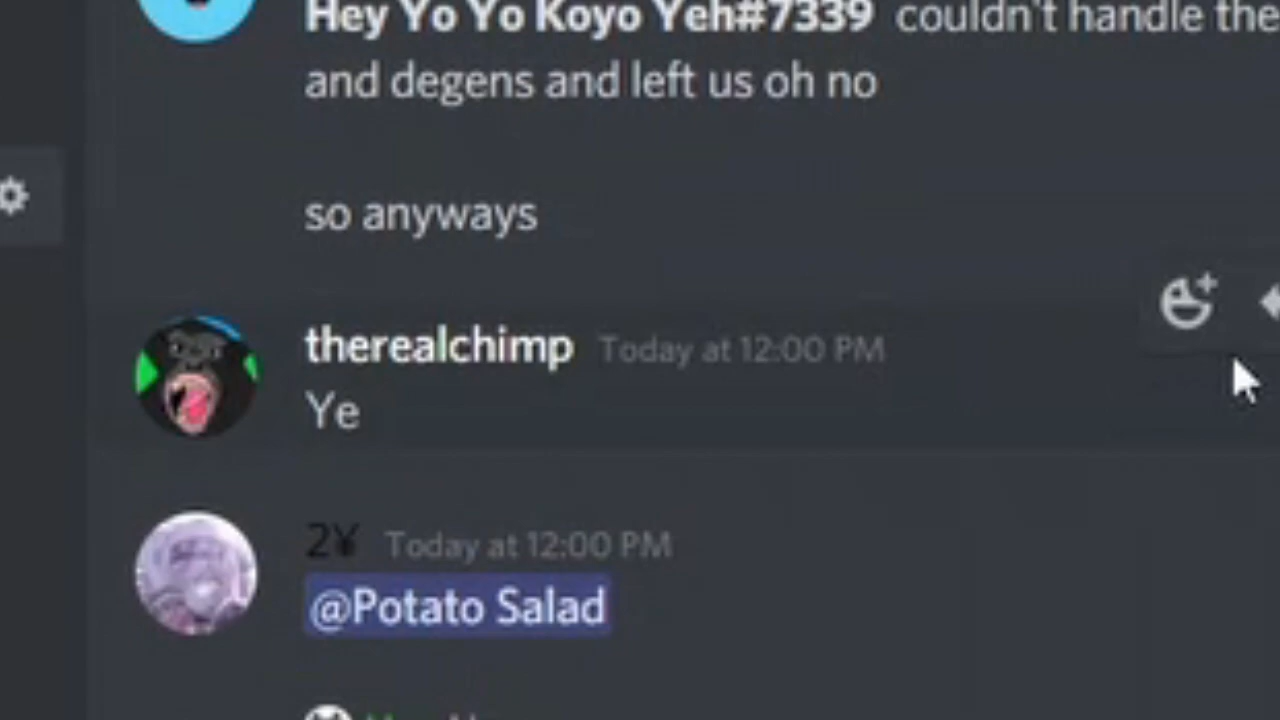 Hey Yo Yo Koyo Yeh#7339 couldn't handle the
and degens and left us oh no
so anyways
therealchimp Today at 12:00 PM
Ye
2¥ Today at 12:00 PM
@Potato Salad